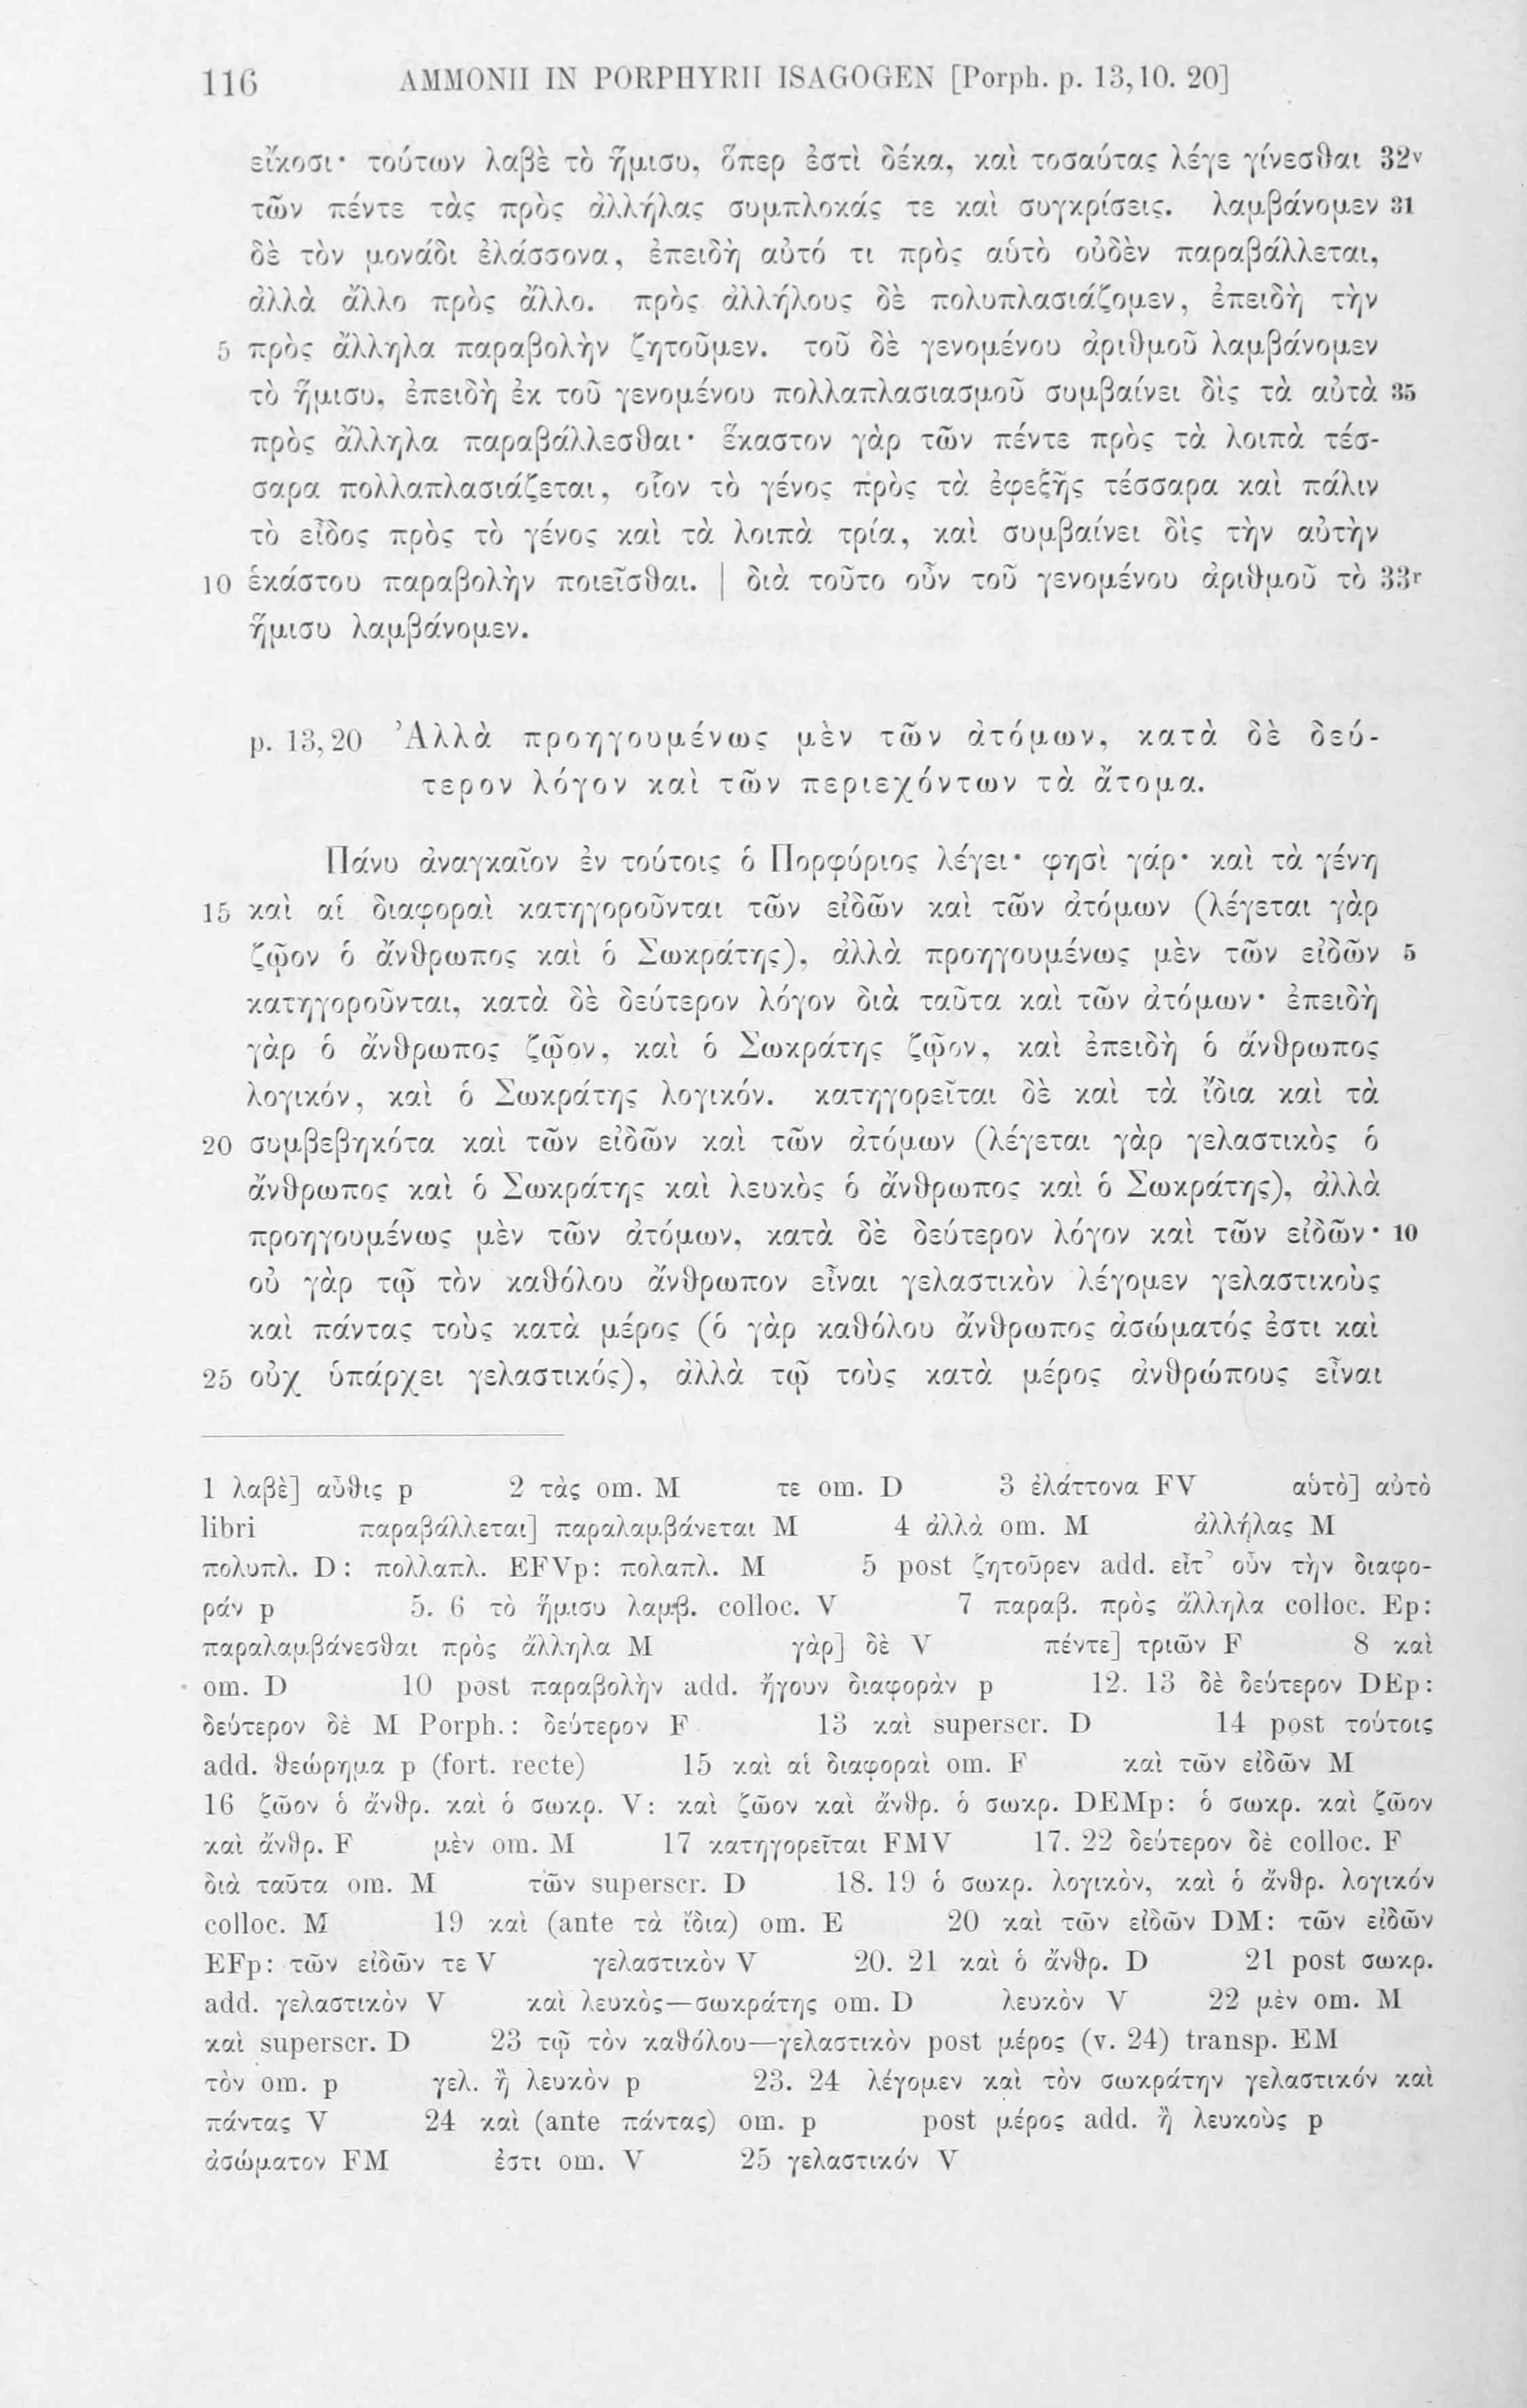 116 AMMONII IN PORPHYRII ISAGOGEN [Porph. p. 13,10. 20]
εἴκοσι· τούτων λαβὲ τὸ ἥμισυ, ὅπερ ἐστὶ δέκα, καὶ τοσαύτας λέγε γίνεσθαι 32v
τῶν πέντε τὰς πρὸς ἀλλήλας συμπλοκάς τε καὶ συγκρίσεις. λαμβάνομεν 31
δὲ τὸν μονάδι ἐλάσσονα, ἐπειδὴ αὐτό τι πρὸς αὑτὸ οὐδὲν παραβάλλεται,
ἀλλὰ ἄλλο πρὸς ἄλλο. πρὸς ἀλλήλους δὲ πολυπλασιάζομεν, ἐπειδὴ τὴν
5 πρὸς ἄλληλα παραβολὴν ζητοῦμεν. τοῦ δὲ γενομένου ἀριθμοῦ λαμβάνομεν
τὸ ἥμισυ, ἐπειδὴ ἐκ τοῦ γενομένου πολλαπλασιασμοῦ συμβαίνει δὶς τὰ αὐτὰ 35
πρὸς ἄλληλα παραβάλλεσθαι· ἕκαστον γὰρ τῶν πέντε πρὸς τὰ λοιπὰ τέσ-
σαρα πολλαπλασιάζεται, οἷον τὸ γένος πρὸς τὰ ἐφεξῆς τέσσαρα καὶ πάλιν
τὸ εἶδος πρὸς τὸ γένος καὶ τὰ λοιπὰ τρία, καὶ συμβαίνει δὶς τὴν αὐτὴν
10 ἑκάστου παραβολὴν ποιεῖσθαι. | διὰ τοῦτο οὖν τοῦ γενομένου ἀριθμοῦ τὸ 33r
ἥμισυ λαμβάνομεν.
p. 13,20 Ἀλλὰ προηγουμένως μὲν τῶν ἀτόμων, κατὰ δὲ δεύ-
τερον λόγον καὶ τῶν περιεχόντων τὰ ἄτομα.
Πάνυ ἀναγκαῖον ἐν τούτοις ὁ Πορφύριος λέγει· φησὶ γάρ· καὶ τὰ γένη
15 καὶ αἱ διαφοραὶ κατηγοροῦνται τῶν εἰδῶν καὶ τῶν ἀτόμων (λέγεται γὰρ
ζῷον ὁ ἄνθρωπος καὶ ὁ Σωκράτης), ἀλλὰ προηγουμένως μὲν τῶν εἰδῶν 5
κατηγοροῦνται, κατὰ δὲ δεύτερον λόγον διὰ ταῦτα καὶ τῶν ἀτόμων· ἐπειδὴ
γὰρ ὁ ἄνθρωπος ζῷον, καὶ ὁ Σωκράτης ζῷον, καὶ ἐπειδὴ ὁ ἄνθρωπος
λογικόν, καὶ ὁ Σωκράτης λογικόν. κατηγορεῖται δὲ καὶ τὰ ἴδια καὶ τὰ
20 συμβεβηκότα καὶ τῶν εἰδῶν καὶ τῶν ἀτόμων (λέγεται γὰρ γελαστικὸς ὁ
ἄνθρωπος καὶ ὁ Σωκράτης καὶ λευκὸς ὁ ἄνθρωπος καὶ ὁ Σωκράτης), ἀλλὰ
προηγουμένως μὲν τῶν ἀτόμων, κατὰ δὲ δεύτερον λόγον καὶ τῶν εἰδῶν· 10
οὐ γὰρ τῷ τὸν καθόλου ἄνθρωπον εἶναι γελαστικὸν λέγομεν γελαστικοὺς
καὶ πάντας τοὺς κατὰ μέρος (ὁ γὰρ καθόλου ἄνθρωπος ἀσώματός ἐστι καὶ
25 οὐχ ὑπάρχει γελαστικός), ἀλλὰ τῷ τοὺς κατὰ μέρος ἀνθρώπους εἶναι
1 λαβὲ] αὖθις p 2 τὰς om. M τε om. D 3 ἐλάττονα FV αὑτὸ] αὐτὸ
libri παραβάλλεται] παραλαμβάνεται M 4 ἀλλὰ om. M ἀλλήλας M
πολυπλ. D: πολλαπλ. EFVp: πολαπλ. M 5 post ζητοῦρεν add. εἴτ᾽ οὖν τὴν διαφο-
ράν p 5. 6 τὸ ἥμισυ λαμβ. colloc. V 7 παραβ. πρὸς ἄλληλα colloc. Ep:
παραλαμβάνεσθαι πρὸς ἄλληλα M γὰρ] δὲ V πέντε] τριῶν F 8 καὶ
om. D 10 post παραβολὴν add. ἤγουν διαφορὰν p 12. 13 δὲ δεύτερον DEp:
δεύτερον δὲ M Porph.: δεύτερον F 13 καὶ superscr. D 14 post τούτοις
add. θεώρημα p (fort. recte) 15 καὶ αἱ διαφοραὶ om. F καὶ τῶν εἰδῶν M
16 ζῶον ὁ ἄνθρ. καὶ ὁ σωκρ. V: καὶ ζῶον καὶ ἄνθρ. ὁ σωκρ. DEMp: ὁ σωκρ. καὶ ζῶον
καὶ ἄνθρ. F μὲν om. M 17 κατηγορεῖται FMV 17. 22 δεύτερον δὲ colloc. F
διὰ ταῦτα om. M τῶν superscr. D 18. 19 ὁ σωκρ. λογικὸν, καὶ ὁ ἄνθρ. λογικόν
colloc. M 19 καὶ (ante τὰ ἴδια) om. E 20 καὶ τῶν εἰδῶν DM: τῶν εἰδῶν
EFp: τῶν εἰδῶν τε V γελαστικὸν V 20. 21 καὶ ὁ ἄνθρ. D 21 post σωκρ.
add. γελαστικὸν V καὶ λευκὸς—σωκράτης om. D λευκὸν V 22 μὲν om. M
καὶ superscr. D 23 τῷ τὸν καθόλου—γελαστικὸν post μέρος (v. 24) transp. EM
τὸν om. p γελ. ἢ λευκὸν p 23. 24 λέγομεν καὶ τὸν σωκράτην γελαστικόν καὶ
πάντας V 24 καὶ (ante πάντας) om. p post μέρος add. ἢ λευκοὺς p
ἀσώματον FM ἐστι om. V 25 γελαστικόν V